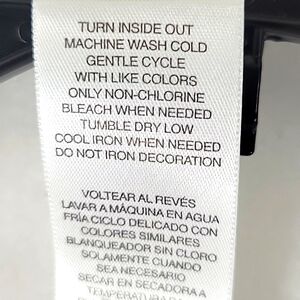 TURN INSIDE OUT
MACHINE WASH COLD
GENTLE CYCLE
WITH LIKE COLORS
ONLY NON-CHLORINE
BLEACH WHEN NEEDED
TUMBLE DRY LOW
COOL IRON WHEN NEEDED
DO NOT IRON DECORATION
VOLTEAR AL REVÉS
LAVAR A MÁQUINA EN AGUA
FRÍA CICLO DELICADO CON
COLORES SIMILARES
BLANQUEADOR SIN CLORO
SOLAMENTE CUANDO
SEA NECESARIO
SECAR EN SECADORA A
TEMPERATURA